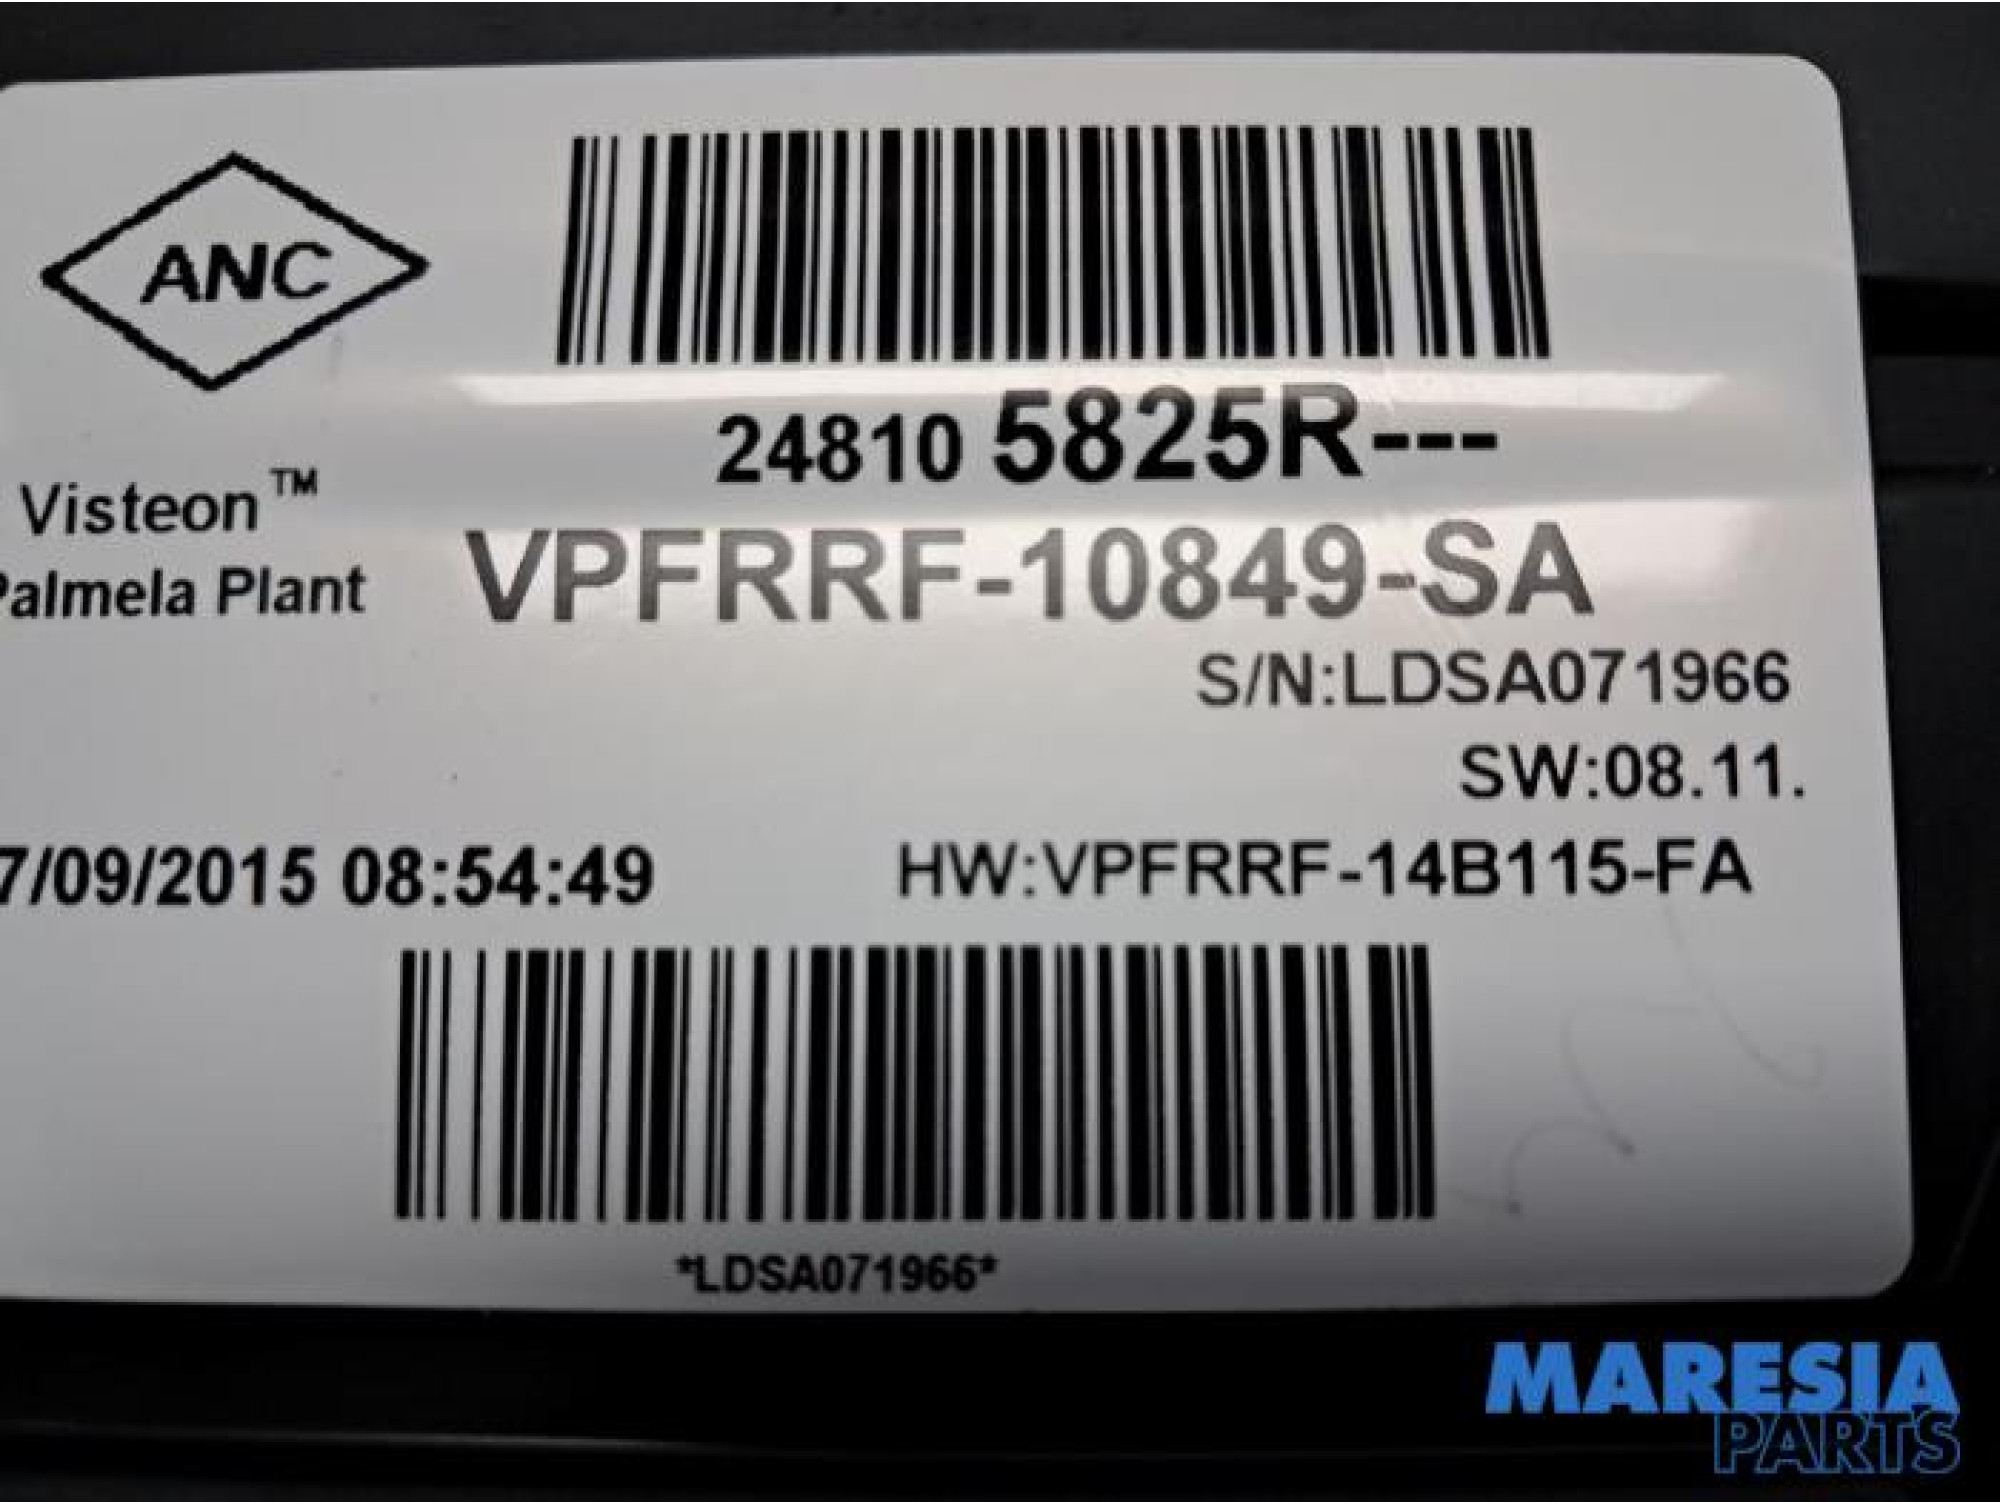 ANC
24810 5825R---
Visteon™
VPFRRF-10849-SA
Palmela Plant
S/N:LDSA071966
SW:08.11.
7/09/2015 08:54:49
HW:VPFRRF-14B115-FA
*LDSA071966*
MARESIA
PARTS